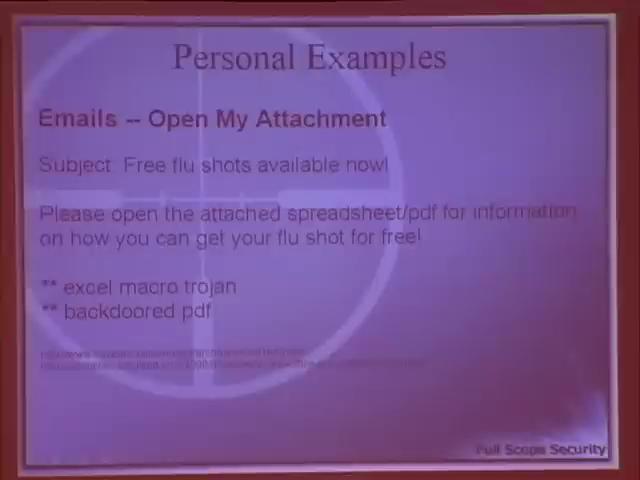 Personal Examples
Emails -- Open My Attachment
Subject: Free flu shots available now!
Please open the attached spreadsheet/pdf for information
on how you can get your flu shot for free!
** excel macro trojan
** backdoored pdf
Full Scope Security